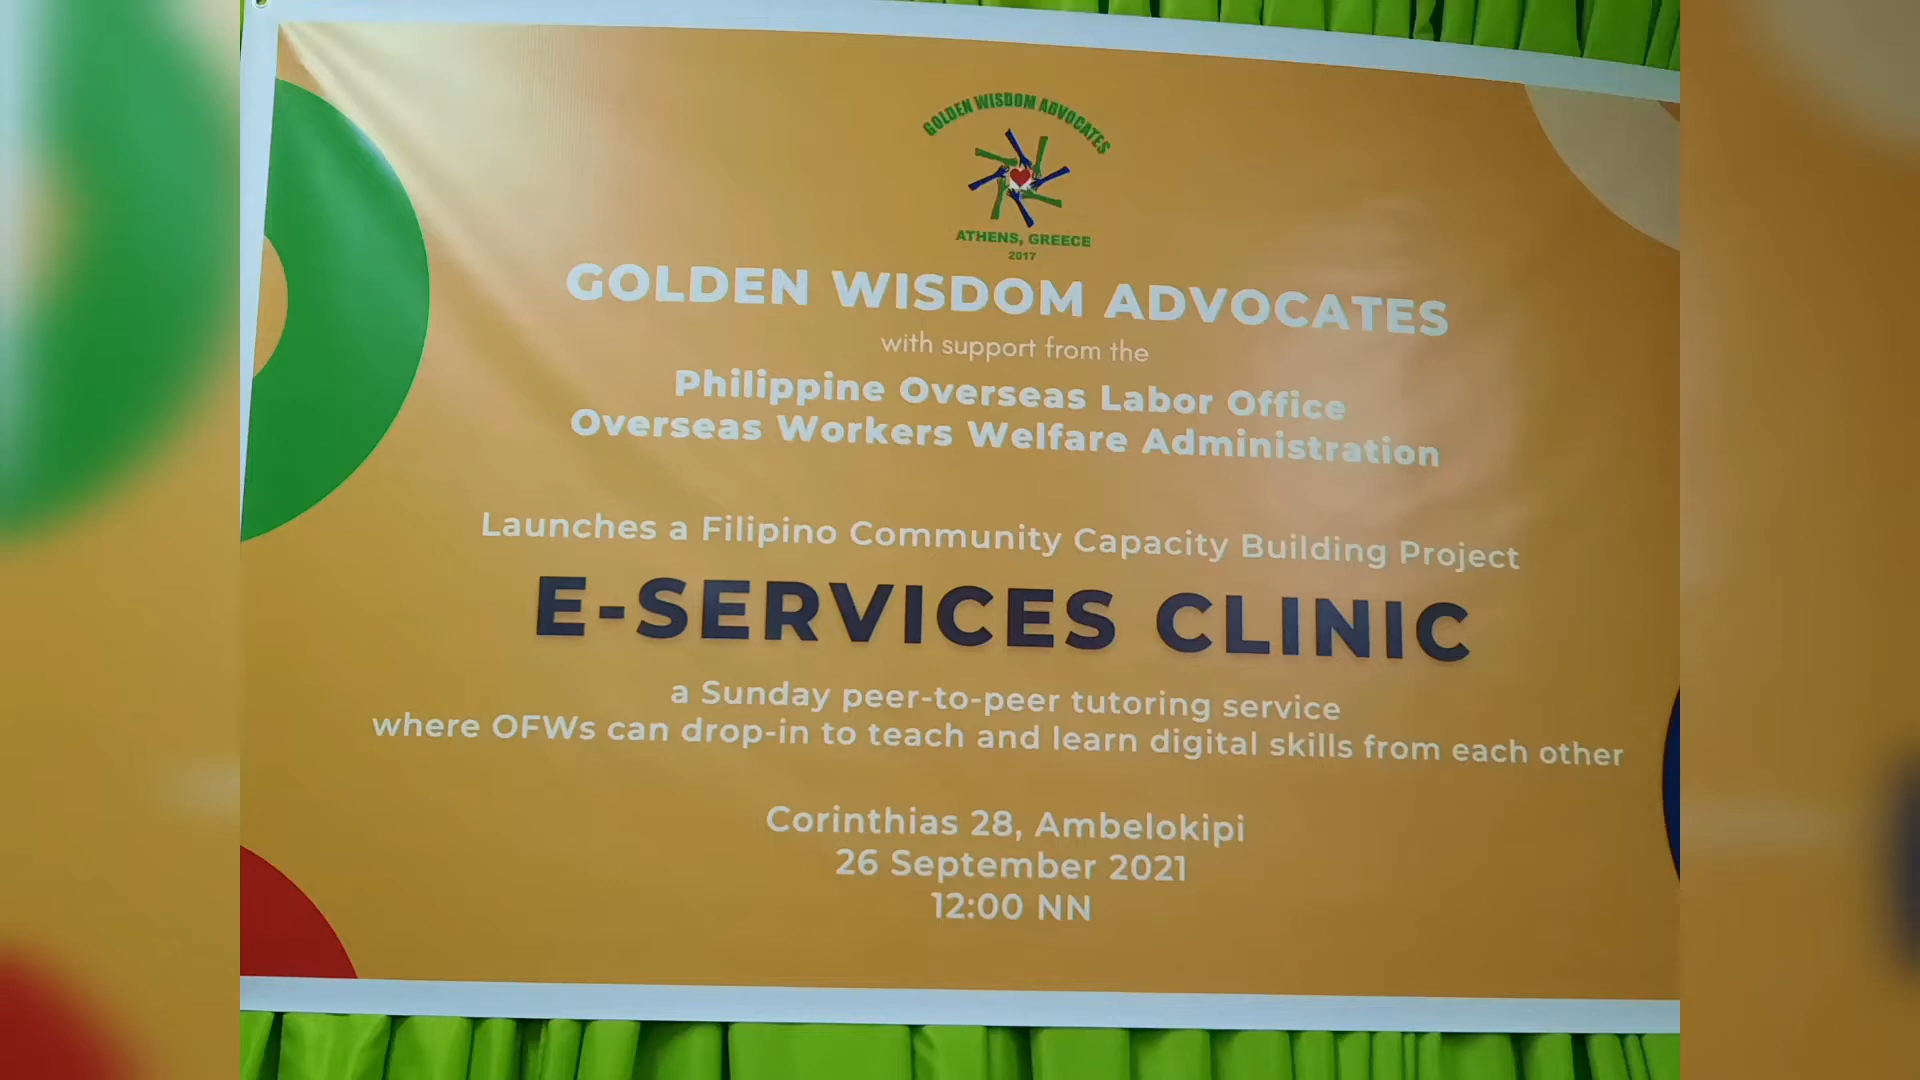 GOLDEN WISDOM ADVOCATES
ATHENS, GREECE
2017
GOLDEN WISDOM ADVOCATES
with support from the
Philippine Overseas Labor Office
Overseas Workers Welfare Administration
Launches a Filipino Community Capacity Building Project
E-SERVICES CLINIC
a Sunday peer-to-peer tutoring service
where OFWs can drop-in to teach and learn digital skills from each other
Corinthias 28, Ambelokipi
26 September 2021
12:00 NN